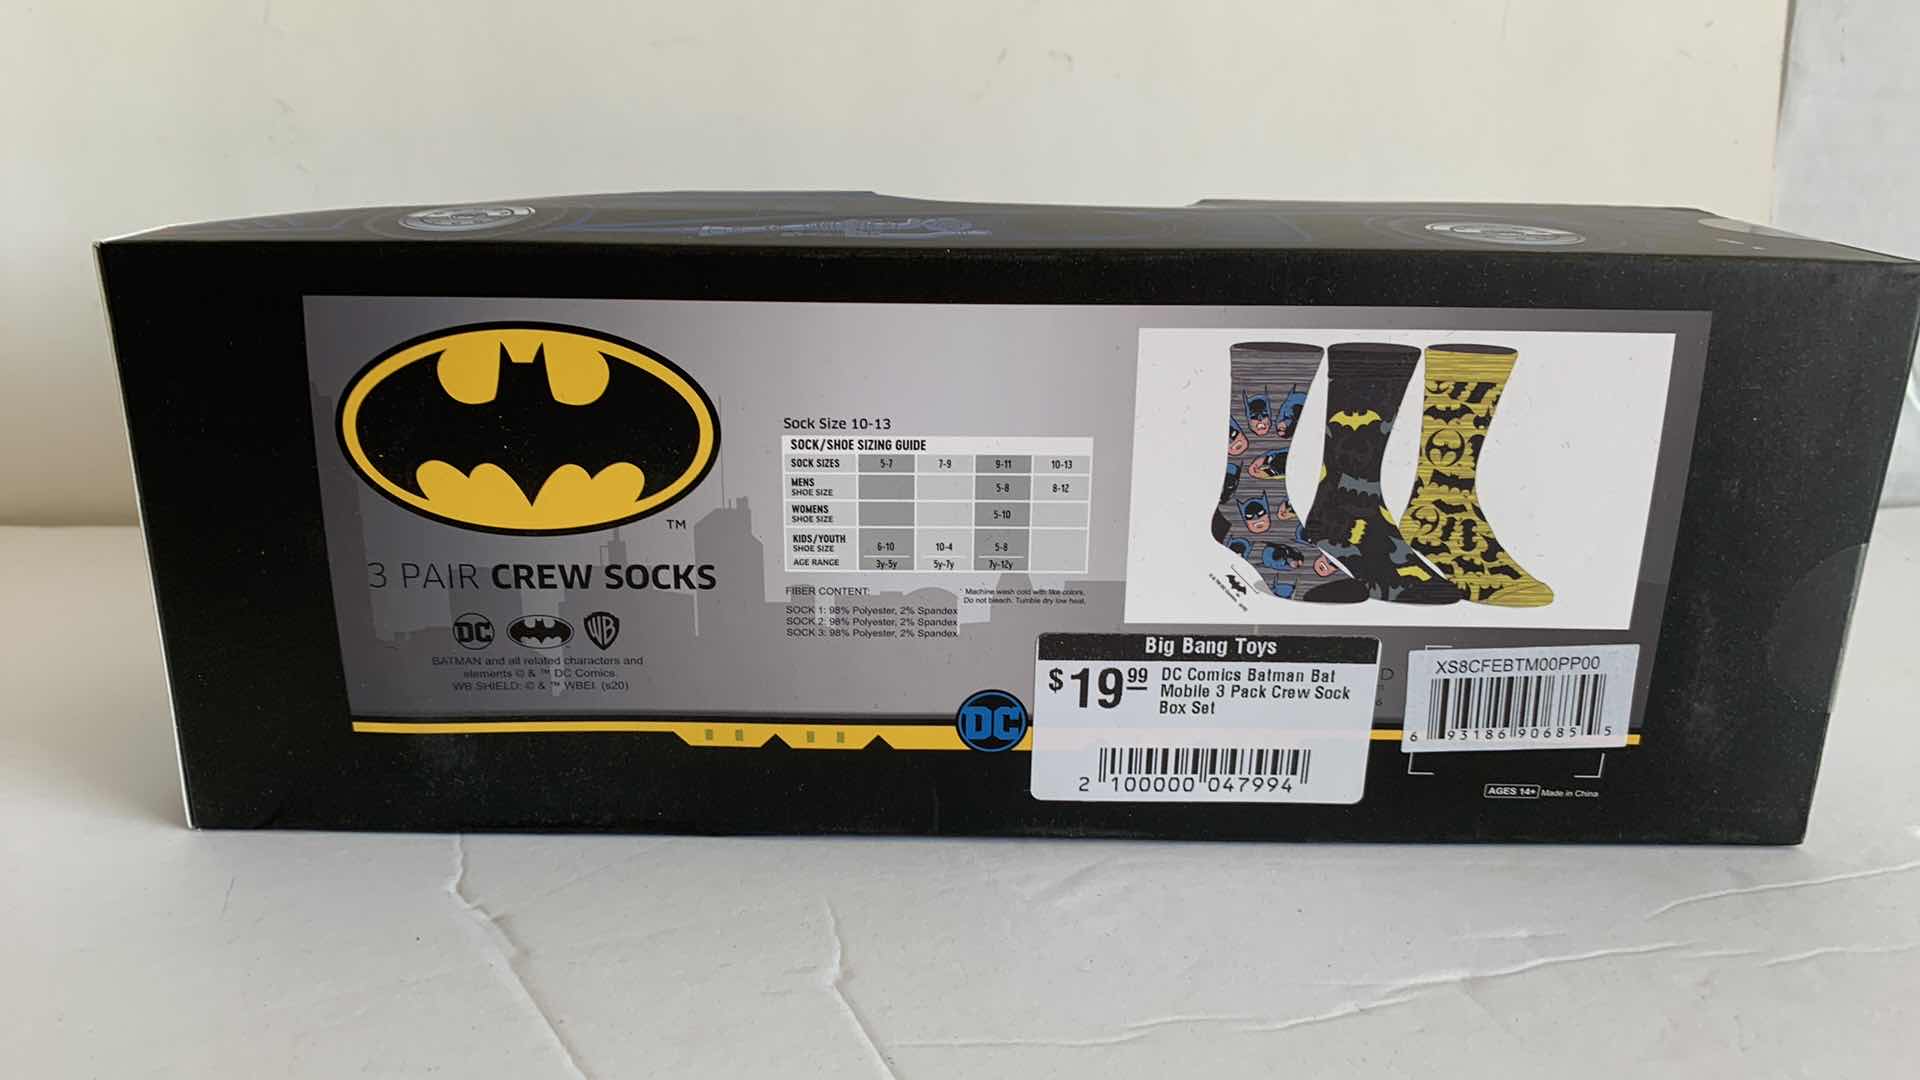 TM
3 PAIR CREW SOCKS
DC WB
BATMAN and all related characters and
elements © & ™ DC Comics.
WB SHIELD: © & ™ WBEI. (s20)
Sock Size 10-13
SOCK/SHOE SIZING GUIDE
SOCK SIZES 5-7 7-9 9-11 10-13
MENS SHOE SIZE 5-8 8-12
WOMENS SHOE SIZE 5-10
KIDS/YOUTH SHOE SIZE 6-10 10-4 5-8
AGE RANGE 3y-5y 5y-7y 7y-12y
FIBER CONTENT:
SOCK 1: 98% Polyester, 2% Spandex
SOCK 2: 98% Polyester, 2% Spandex
SOCK 3: 98% Polyester, 2% Spandex
Machine wash cold with like colors.
Do not bleach. Tumble dry low heat.
DC
Big Bang Toys
$19.99
DC Comics Batman Bat
Mobile 3 Pack Crew Sock
Box Set
2 100000 047994
XS8CFEBTM00PP00
6 93186 90685 5
AGES 14+ Made in China